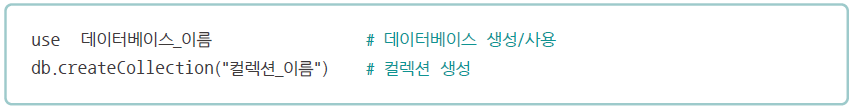 use 데이터베이스_이름 # 데이터베이스 생성/사용
db.createCollection("컬렉션_이름") # 컬렉션 생성